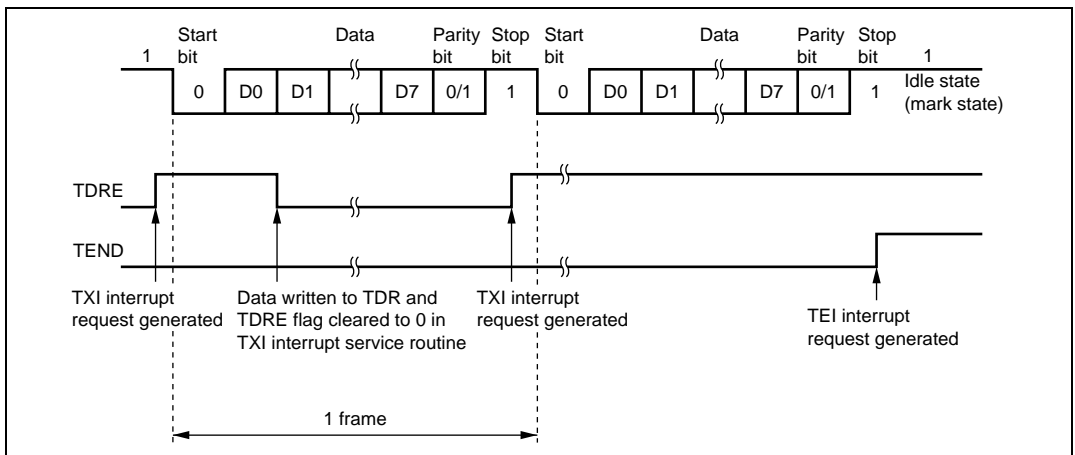 Start Data Parity Stop Start Data Parity Stop
1 bit bit bit bit bit bit 1
0 D0 D1 D7 0/1 1 0 D0 D1 D7 0/1 1 Idle state
(mark state)
TDRE
TEND
TXI interrupt Data written to TDR and TXI interrupt TEI interrupt
request generated TDRE flag cleared to 0 in request generated request generated
TXI interrupt service routine
1 frame